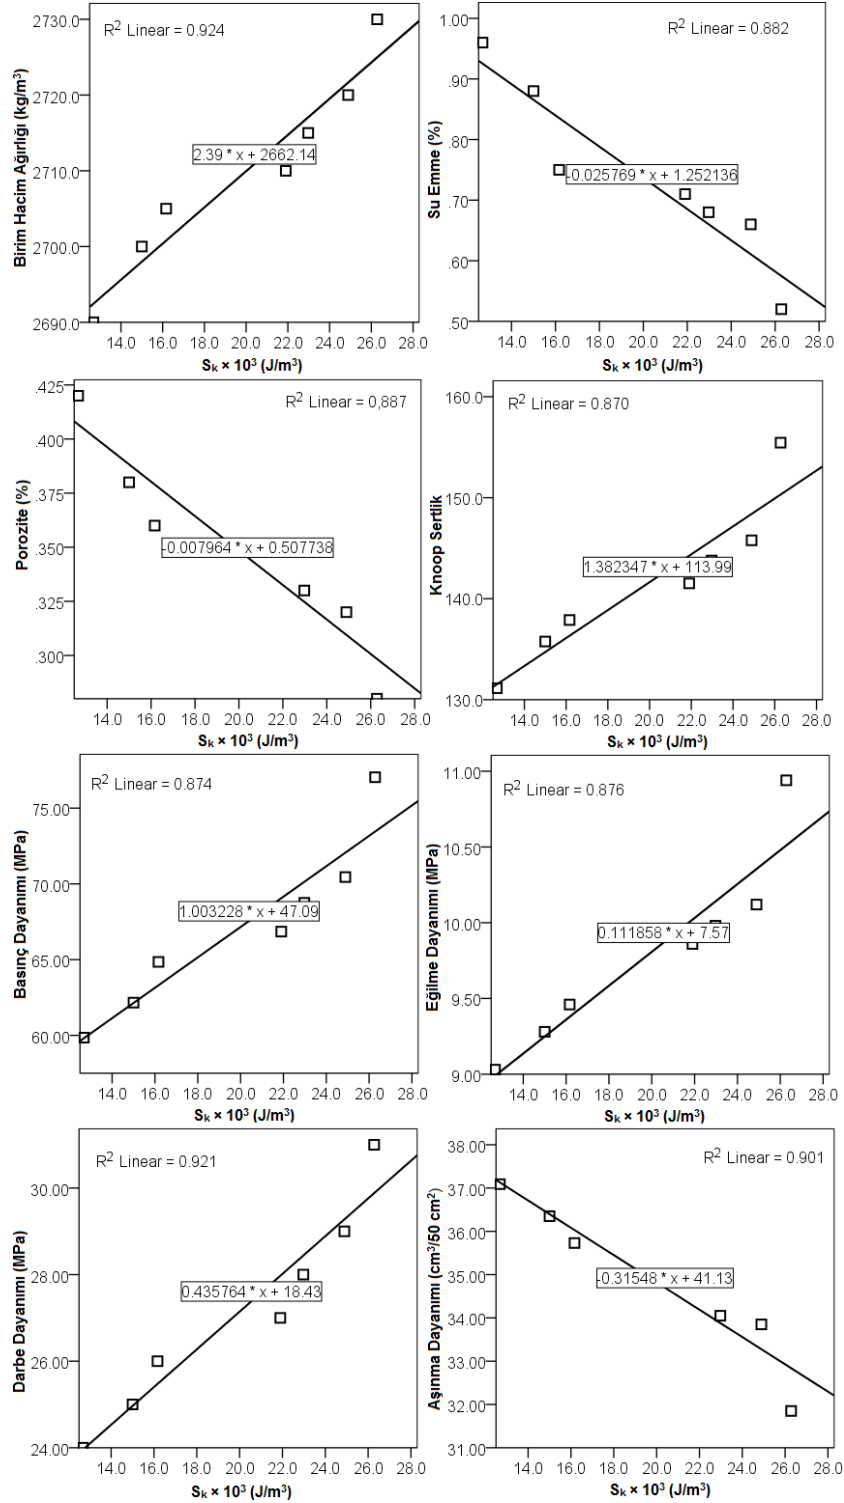 Birim Hacim Ağırlığı (kg/m³)
R² Linear = 0.924
2730.0
2720.0
2710.0
2700.0
2690.0
2.39 * x + 2662.14
14.0 16.0 18.0 20.0 22.0 24.0 26.0 28.0
Sₖ × 10³ (J/m³)
Su Emme (%)
R² Linear = 0.882
1.00
.90
.80
.70
.60
.50
-0.025769 * x + 1.252136
14.0 16.0 18.0 20.0 22.0 24.0 26.0 28.0
Sₖ × 10³ (J/m³)
Porozite (%)
R² Linear = 0,887
.425
.400
.375
.350
.325
.300
-0.007964 * x + 0.507738
14.0 16.0 18.0 20.0 22.0 24.0 26.0 28.0
Sₖ × 10³ (J/m³)
Knoop Sertlik
R² Linear = 0.870
160.0
150.0
140.0
130.0
1.382347 * x + 113.99
14.0 16.0 18.0 20.0 22.0 24.0 26.0 28.0
Sₖ × 10³ (J/m³)
Basınç Dayanımı (MPa)
R² Linear = 0.874
75.00
70.00
65.00
60.00
1.003228 * x + 47.09
14.0 16.0 18.0 20.0 22.0 24.0 26.0 28.0
Sₖ × 10³ (J/m³)
Eğilme Dayanımı (MPa)
R² Linear = 0.876
11.00
10.50
10.00
9.50
9.00
0.111858 * x + 7.57
14.0 16.0 18.0 20.0 22.0 24.0 26.0 28.0
Sₖ × 10³ (J/m³)
Darbe Dayanımı (MPa)
R² Linear = 0.921
30.00
28.00
26.00
24.00
0.435764 * x + 18.43
14.0 16.0 18.0 20.0 22.0 24.0 26.0 28.0
Sₖ × 10³ (J/m³)
Aşınma Dayanımı (cm³/50 cm²)
R² Linear = 0.901
38.00
37.00
36.00
35.00
34.00
33.00
32.00
31.00
-0.31548 * x + 41.13
14.0 16.0 18.0 20.0 22.0 24.0 26.0 28.0
Sₖ × 10³ (J/m³)